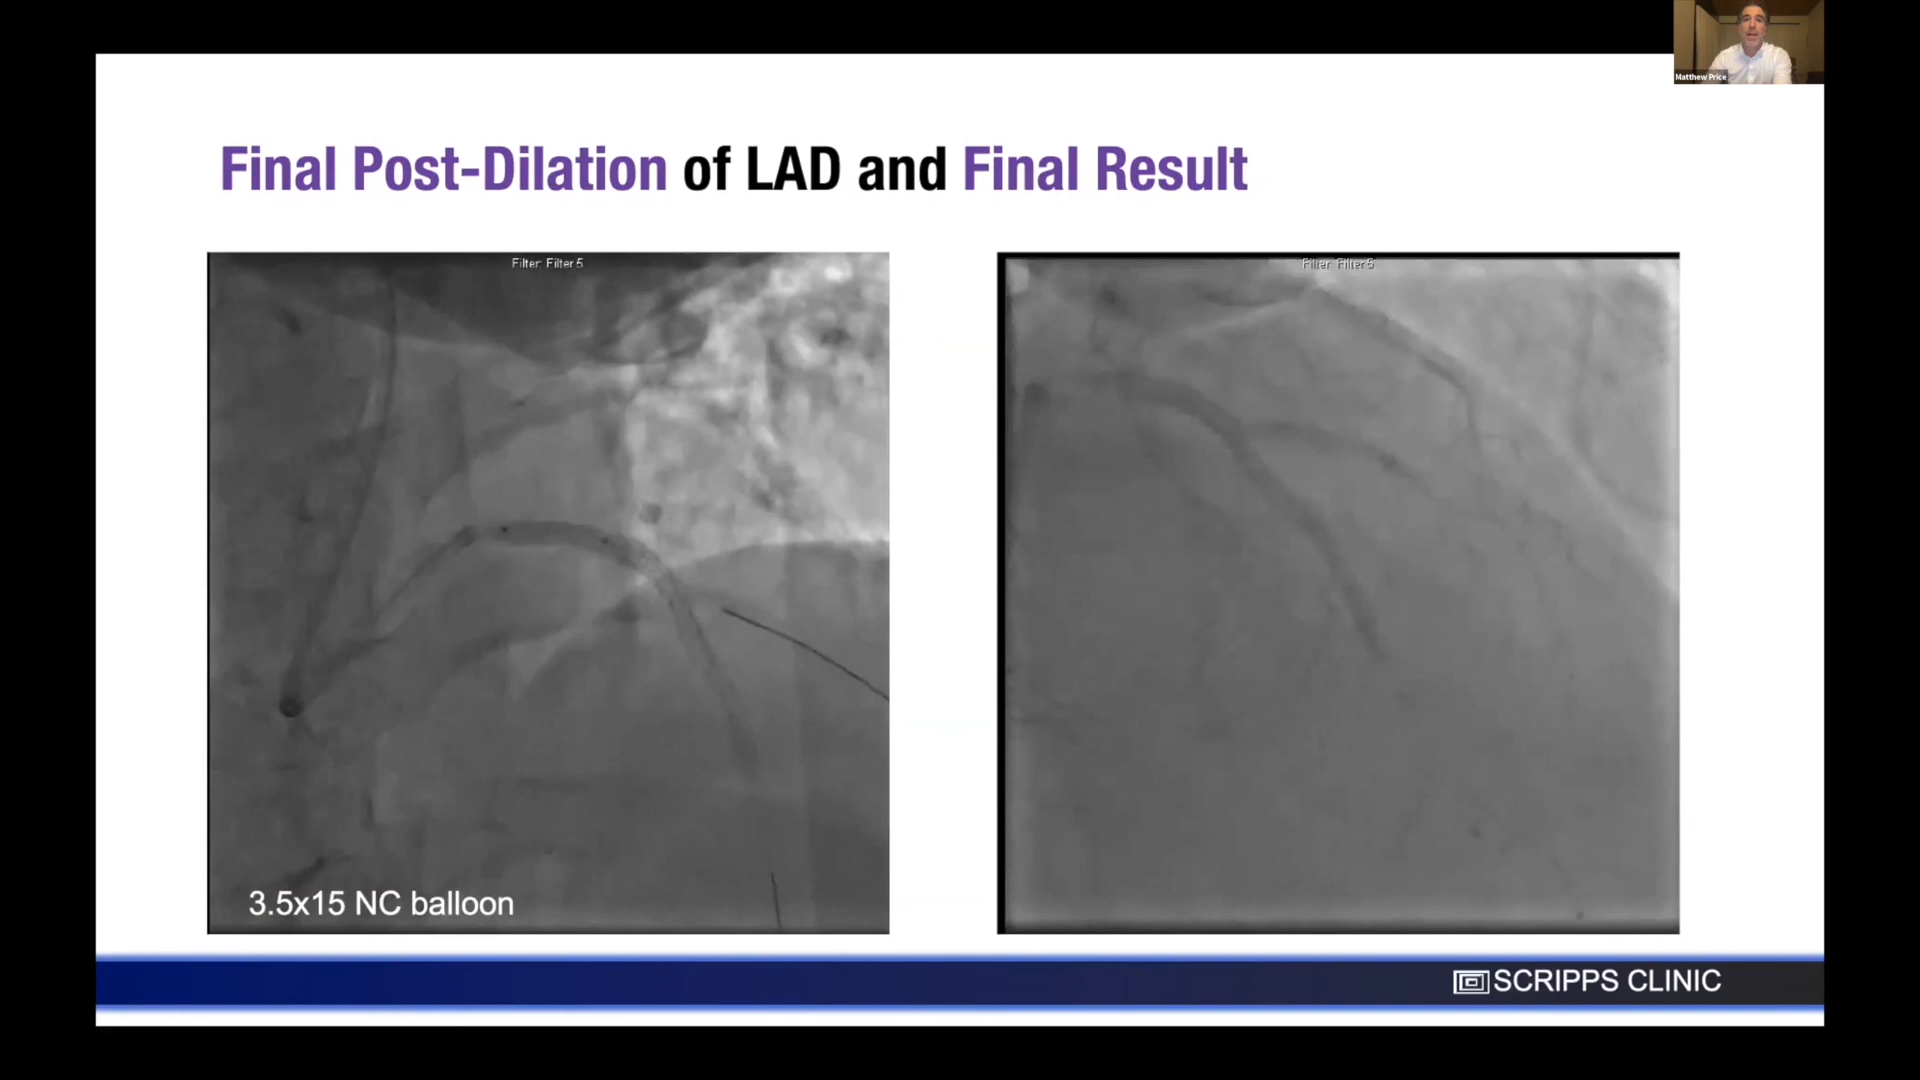 Matthew Price
Final Post-Dilation of LAD and Final Result
Filter: Filter 5
Filter: Filter 5
3.5x15 NC balloon
SCRIPPS CLINIC